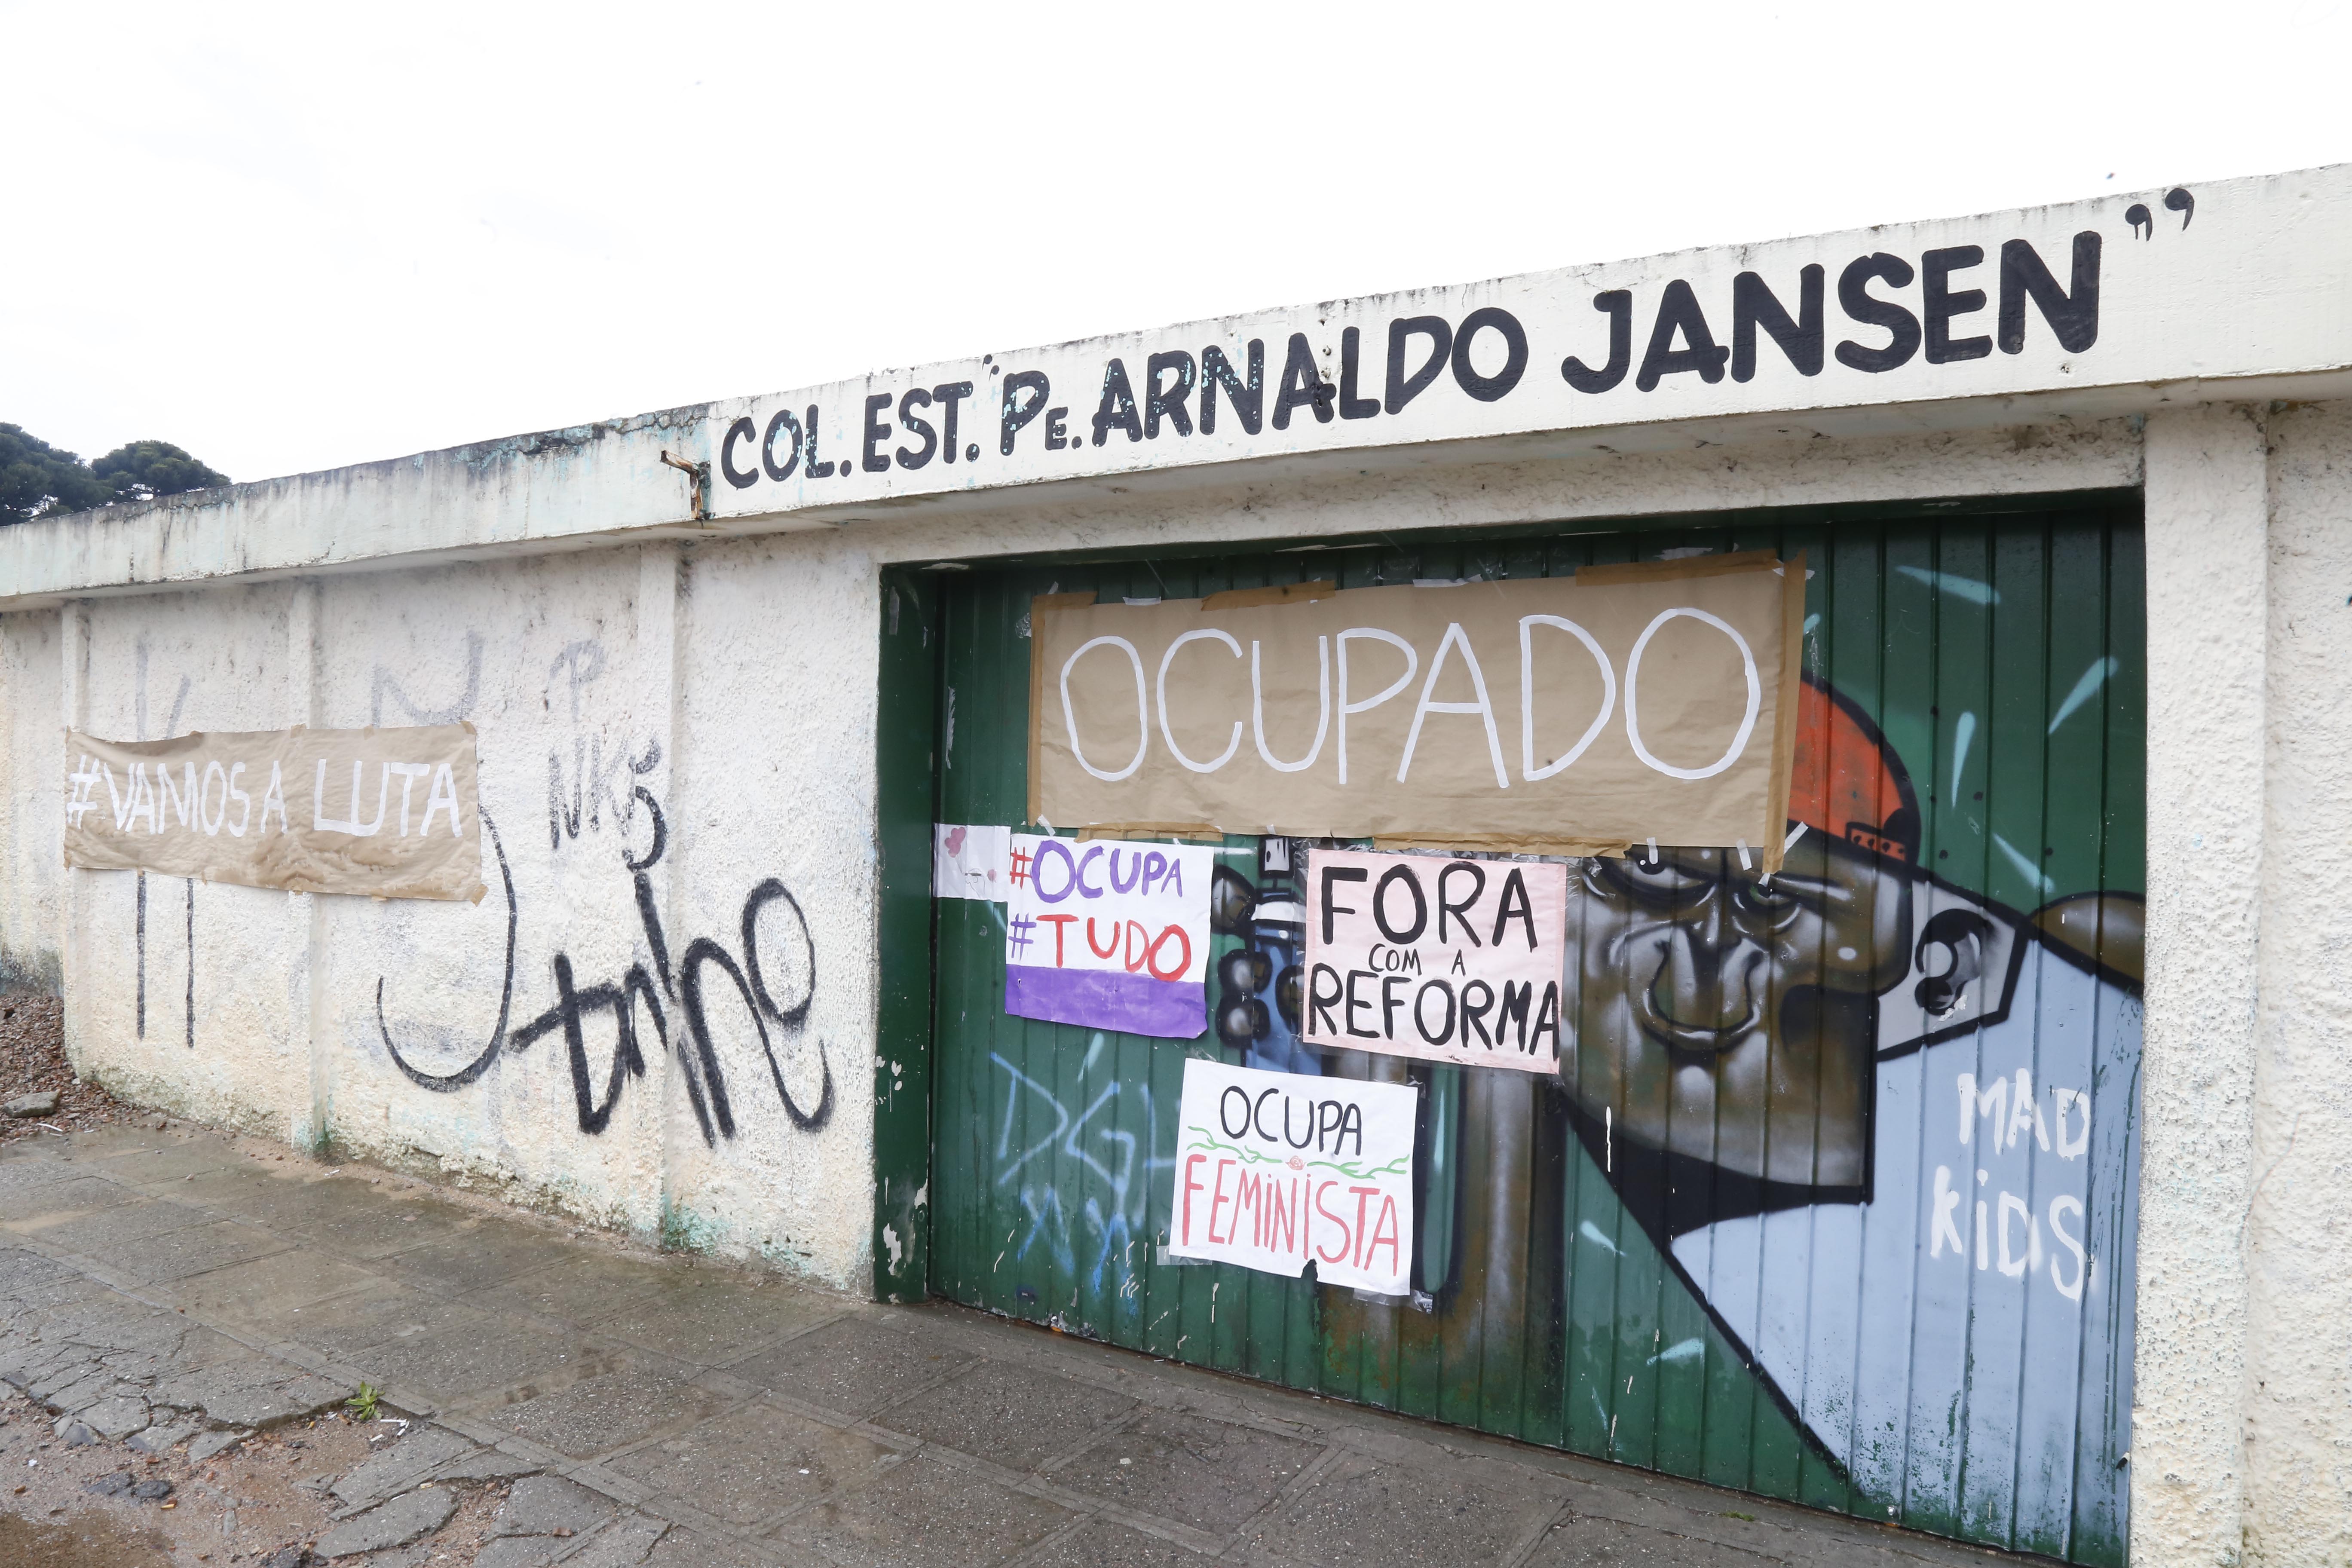 COL. EST. "Pe. ARNALDO JANSEN"
#VAMOS A LUTA
OCUPADO
#OCUPA
#TUDO
FORA
COM A
REFORMA
OCUPA
FEMINISTA
MAD
KiDS